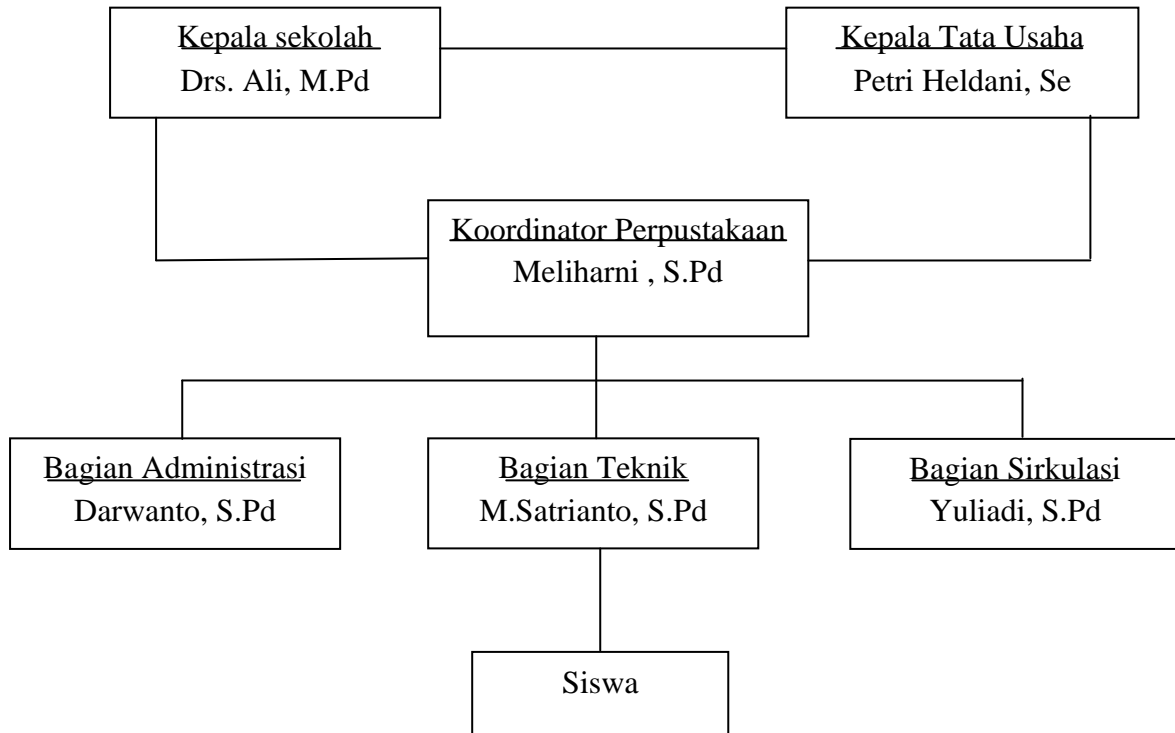 Kepala sekolah
Drs. Ali, M.Pd
Kepala Tata Usaha
Petri Heldani, Se
Koordinator Perpustakaan
Meliharni , S.Pd
Bagian Administrasi
Darwanto, S.Pd
Bagian Teknik
M.Satrianto, S.Pd
Bagian Sirkulasi
Yuliadi, S.Pd
Siswa